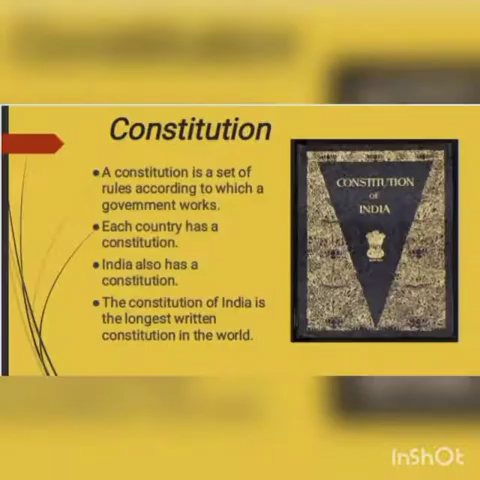 Constitution
●A constitution is a set of
rules according to which a
government works.
●Each country has a
constitution.
●India also has a
constitution.
●The constitution of India is
the longest written
constitution in the world.
CONSTITUTION
OF
INDIA
InShOt